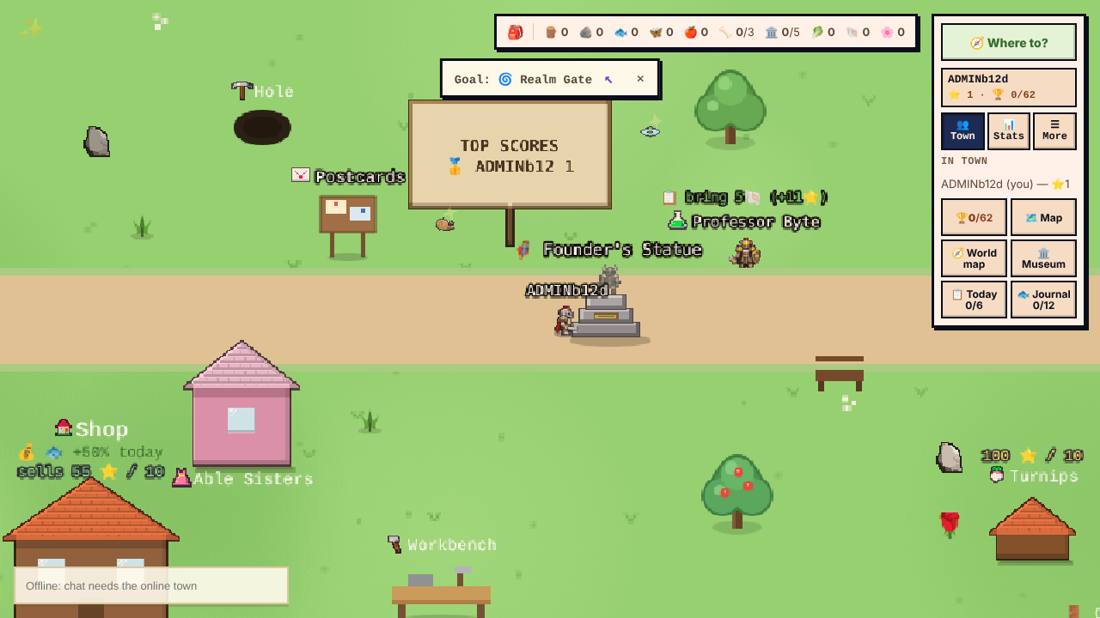 0 0 0 0 0 0/3 0/5 0 0 0
Where to?
Goal: Realm Gate ×
ADMINb12d
1 · 0/62
Hole
Town Stats More
TOP SCORES
ADMINb12 1
IN TOWN
Postcards
ADMINb12d (you) — 1
bring 5 (+11)
Professor Byte
0/62 Map
Founder's Statue
World map Museum
ADMINb12d
Today 0/6 Journal 0/12
Shop
+50% today
sells 55 / 10
Able Sisters
100 / 10
Turnips
Workbench
Offline: chat needs the online town